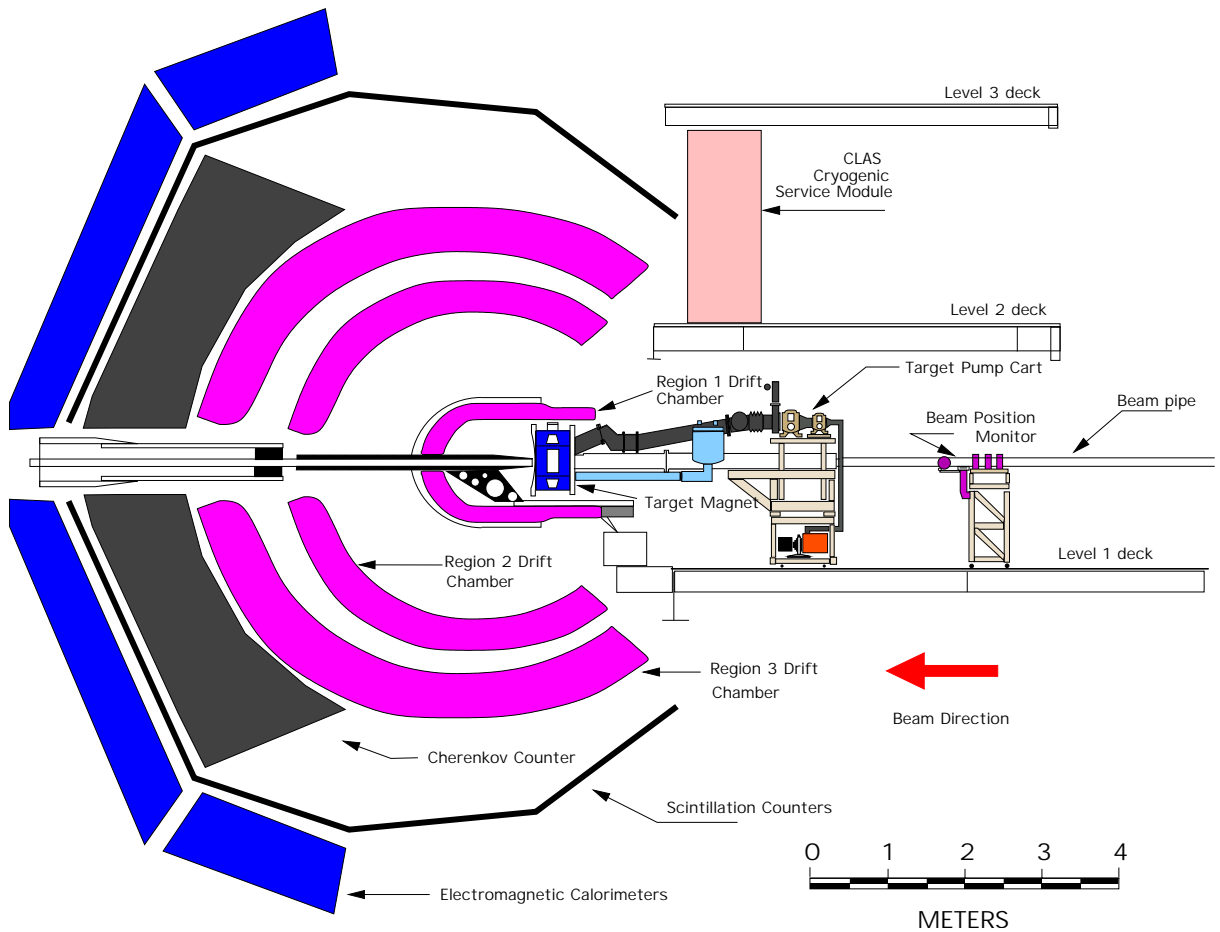 Level 3 deck
CLAS
Cryogenic
Service Module
Level 2 deck
Target Pump Cart
Region 1 Drift
Chamber
Beam pipe
Beam Position
Monitor
Target Magnet
Level 1 deck
Region 2 Drift
Chamber
Region 3 Drift
Chamber
Beam Direction
Cherenkov Counter
Scintillation Counters
0 1 2 3 4
Electromagnetic Calorimeters
METERS